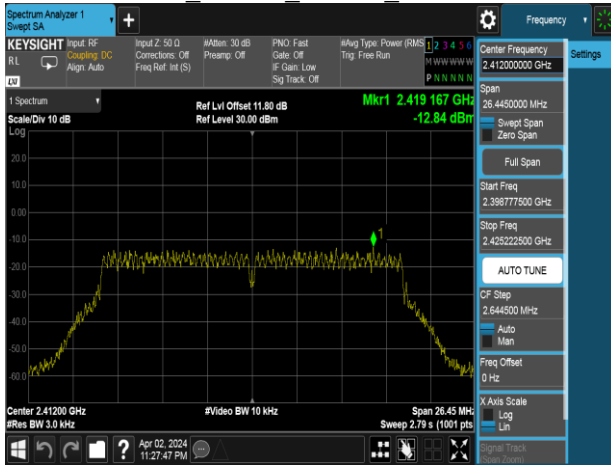 Spectrum Analyzer 1
Swept SA
+
Frequency
KEYSIGHT
RL
LXI
Input: RF
Coupling: DC
Align: Auto
Input Z: 50 Ω
Corrections: Off
Freq Ref: Int (S)
#Atten: 30 dB
Preamp: Off
PNO: Fast
Gate: Off
IF Gain: Low
Sig Track: Off
#Avg Type: Power (RMS
Trig: Free Run
1 2 3 4 5 6
M W W W W W
P N N N N N
1 Spectrum
Scale/Div 10 dB
Log
Ref Lvl Offset 11.80 dB
Ref Level 30.00 dBm
Mkr1 2.419 167 GHz
-12.84 dBm
20.0
10.0
0.00
-10.0
-20.0
-30.0
-40.0
-50.0
-60.0
1
Center 2.41200 GHz
#Res BW 3.0 kHz
#Video BW 10 kHz
Span 26.45 MHz
Sweep 2.79 s (1001 pts
?
Apr 02, 2024
11:27:47 PM
Center Frequency
2.412000000 GHz
Span
26.4450000 MHz
Swept Span
Zero Span
Full Span
Start Freq
2.398777500 GHz
Stop Freq
2.425222500 GHz
AUTO TUNE
CF Step
2.644500 MHz
Auto
Man
Freq Offset
0 Hz
X Axis Scale
Log
Lin
Signal Track
(Span Zoom)
Settings